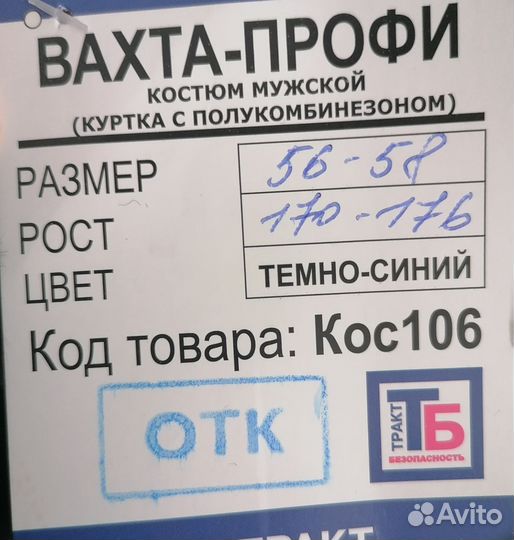 ВАХТА-ПРОФИ
КОСТЮМ МУЖСКОЙ
(КУРТКА С ПОЛУКОМБИНЕЗОНОМ)
РАЗМЕР 56-58
РОСТ 170-176
ЦВЕТ ТЕМНО-СИНИЙ
Код товара: Кос106
ОТК
ТРАКТ
ТБ
БЕЗОПАСНОСТЬ
ТРАКТ
Avito